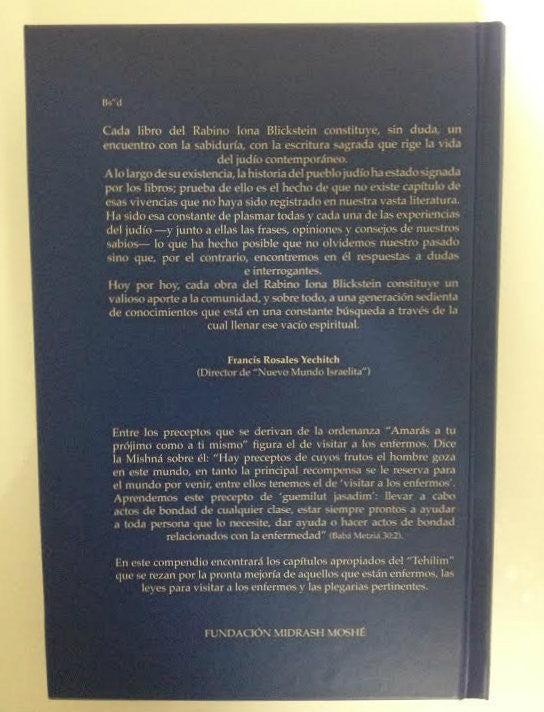 Bs"d
Cada libro del Rabino Iona Blickstein constituye, sin duda, un
encuentro con la sabiduría, con la escritura sagrada que rige la vida
del judío contemporáneo.
A lo largo de su existencia, la historia del pueblo judío ha estado signada
por los libros; prueba de ello es el hecho de que no existe capítulo de
esas vivencias que no haya sido registrado en nuestra vasta literatura.
Ha sido esa constante de plasmar todas y cada una de las experiencias
del judío —y junto a ellas las frases, opiniones y consejos de nuestros
sabios— lo que ha hecho posible que no olvidemos nuestro pasado
sino que, por el contrario, encontremos en él respuestas a dudas
e interrogantes.
Hoy por hoy, cada obra del Rabino Iona Blickstein constituye un
valioso aporte a la comunidad, y sobre todo, a una generación sedienta
de conocimientos que está en una constante búsqueda a través de la
cual llenar ese vacío espiritual.
Francis Rosales Yechitch
(Director de "Nuevo Mundo Israelita")
Entre los preceptos que se derivan de la ordenanza "Amarás a tu
prójimo como a ti mismo" figura el de visitar a los enfermos. Dice
la Mishná sobre él: "Hay preceptos de cuyos frutos el hombre goza
en este mundo, en tanto la principal recompensa se le reserva para
el mundo por venir, entre ellos tenemos el de 'visitar a los enfermos'.
Aprendemos este precepto de 'guemilut jasadim': llevar a cabo
actos de bondad de cualquier clase, estar siempre prontos a ayudar
a toda persona que lo necesite, dar ayuda o hacer actos de bondad
relacionados con la enfermedad" (Babá Metziá 30:2).
En este compendio encontrará los capítulos apropiados del "Tehilim"
que se rezan por la pronta mejoría de aquellos que están enfermos, las
leyes para visitar a los enfermos y las plegarias pertinentes.
FUNDACIÓN MIDRASH MOSHÉ